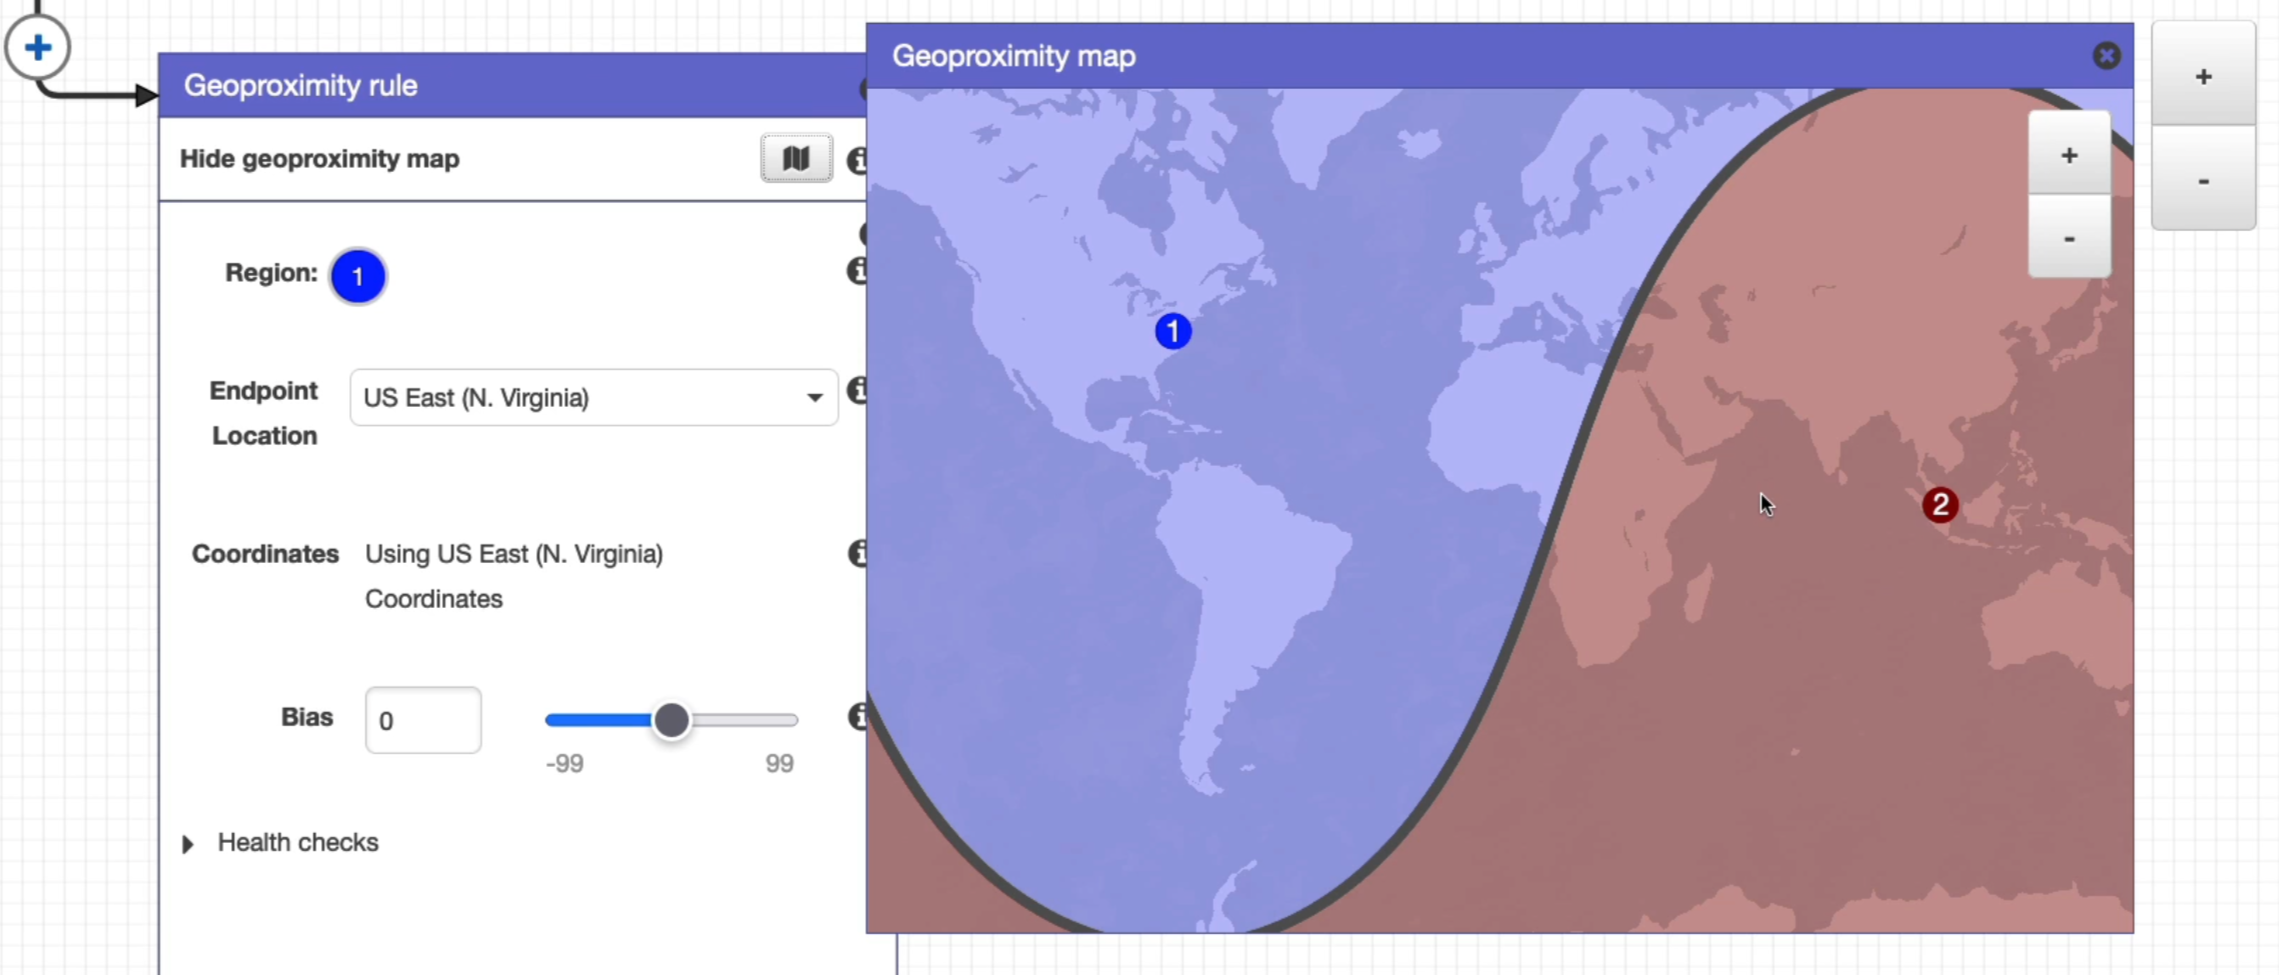 Geoproximity rule
Hide geoproximity map
Region: 1
Endpoint Location
US East (N. Virginia)
Coordinates
Using US East (N. Virginia)
Coordinates
Bias
0
-99
99
Health checks
Geoproximity map
+
-
1
2
+
-